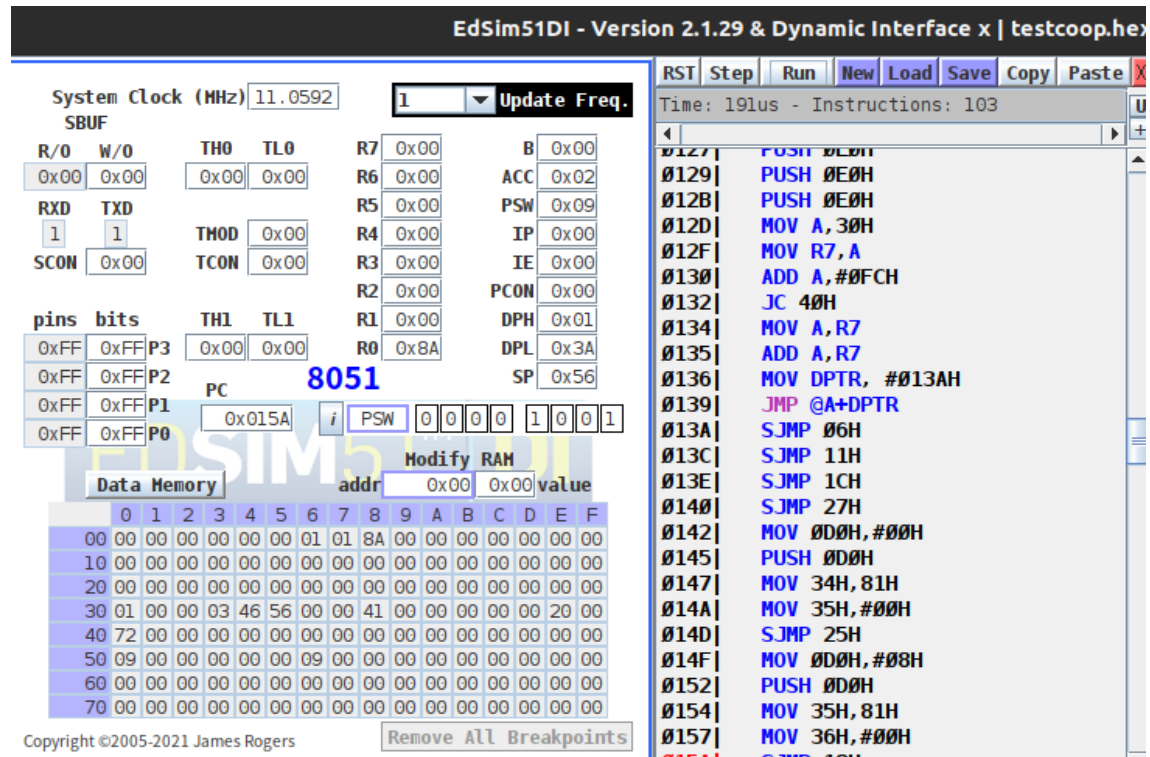 EdSim51DI - Version 2.1.29 & Dynamic Interface x | testcoop.hex
RST Step Run New Load Save Copy Paste X
Time: 191us - Instructions: 103 U
+
System Clock (MHz) 11.0592 1 Update Freq.
SBUF
R/O W/O TH0 TL0 R7 0x00 B 0x00
0x00 0x00 0x00 0x00 R6 0x00 ACC 0x02
RXD TXD R5 0x00 PSW 0x09
1 1 TMOD 0x00 R4 0x00 IP 0x00
SCON 0x00 TCON 0x00 R3 0x00 IE 0x00
R2 0x00 PCON 0x00
pins bits TH1 TL1 R1 0x00 DPH 0x01
0xFF 0xFF P3 0x00 0x00 R0 0x8A DPL 0x3A
0xFF 0xFF P2 PC 8051 SP 0x56
0xFF 0xFF P1 0x015A i PSW 0 0 0 0 1 0 0 1
0xFF 0xFF P0
EDSIM51DI
Modify RAM
Data Memory addr 0x00 0x00 value
0 1 2 3 4 5 6 7 8 9 A B C D E F
00 00 00 00 00 00 00 01 01 8A 00 00 00 00 00 00 00
10 00 00 00 00 00 00 00 00 00 00 00 00 00 00 00 00
20 00 00 00 00 00 00 00 00 00 00 00 00 00 00 00 00
30 01 00 00 03 46 56 00 00 41 00 00 00 00 00 20 00
40 72 00 00 00 00 00 00 00 00 00 00 00 00 00 00 00
50 09 00 00 00 00 00 09 00 00 00 00 00 00 00 00 00
60 00 00 00 00 00 00 00 00 00 00 00 00 00 00 00 00
70 00 00 00 00 00 00 00 00 00 00 00 00 00 00 00 00
Copyright ©2005-2021 James Rogers Remove All Breakpoints
0127| PUSH 0E0H
0129| PUSH 0E0H
012B| PUSH 0E0H
012D| MOV A,30H
012F| MOV R7,A
0130| ADD A,#0FCH
0132| JC 40H
0134| MOV A,R7
0135| ADD A,R7
0136| MOV DPTR, #013AH
0139| JMP @A+DPTR
013A| SJMP 06H
013C| SJMP 11H
013E| SJMP 1CH
0140| SJMP 27H
0142| MOV 0D0H,#00H
0145| PUSH 0D0H
0147| MOV 34H,81H
014A| MOV 35H,#00H
014D| SJMP 25H
014F| MOV 0D0H,#08H
0152| PUSH 0D0H
0154| MOV 35H,81H
0157| MOV 36H,#00H